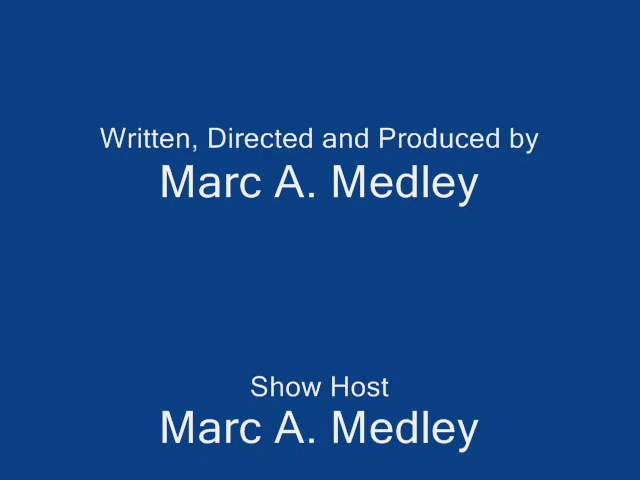 Written, Directed and Produced by
Marc A. Medley
Show Host
Marc A. Medley